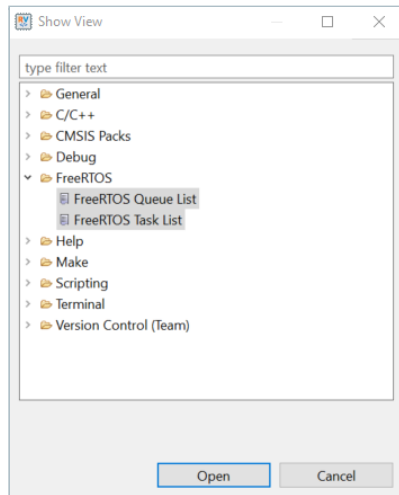 Show View
type filter text
General
C/C++
CMSIS Packs
Debug
FreeRTOS
FreeRTOS Queue List
FreeRTOS Task List
Help
Make
Scripting
Terminal
Version Control (Team)
Open Cancel